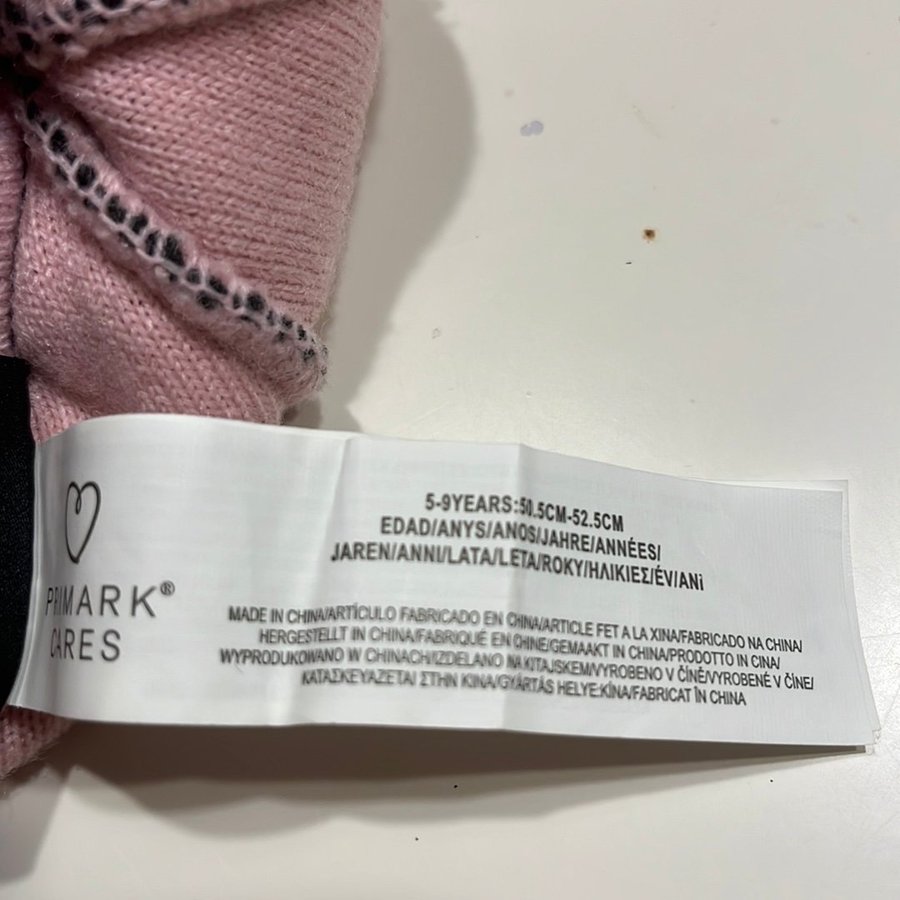 PRIMARK®
CARES
5-9YEARS:50.5CM-52.5CM
EDAD/ANYS/ANOS/JAHRE/ANNÉES/
JAREN/ANNI/LATA/LETA/ROKY/ΗΛΙΚΙΕΣ/ÉV/ANi
MADE IN CHINA/ARTÍCULO FABRICADO EN CHINA/ARTICLE FET A LA XINA/FABRICADO NA CHINA/
HERGESTELLT IN CHINA/FABRIQUÉ EN CHINE/GEMAAKT IN CHINA/PRODOTTO IN CINA/
WYPRODUKOWANO W CHINACH/IZDELANO NA KITAJSKEM/VYROBENO V ČÍNĚ/VYROBENÉ V ČÍNE/
ΚΑΤΑΣΚΕΥΑΖΕΤΑΙ ΣΤΗΝ ΚΙΝΑ/GYÁRTÁS HELYE:KÍNA/FABRICAT ÎN CHINA